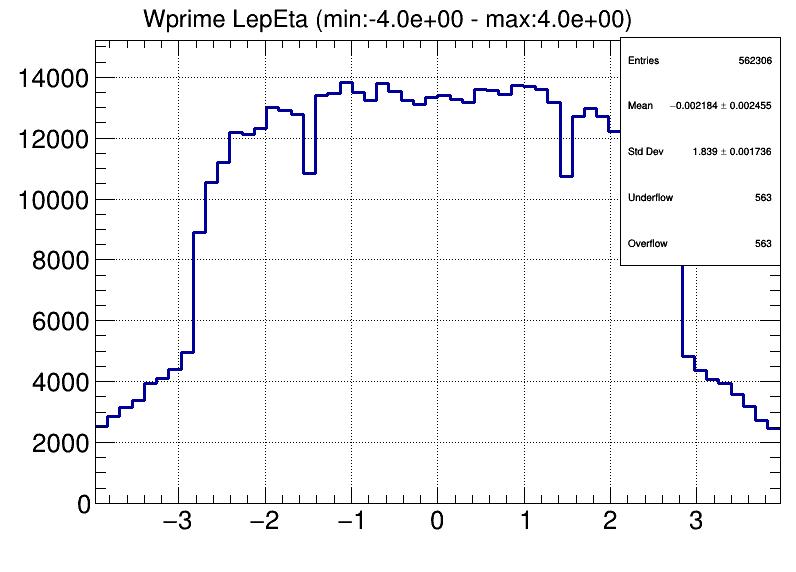 Wprime LepEta (min:-4.0e+00 - max:4.0e+00)
Entries 562306
Mean −0.002184 ± 0.002455
Std Dev 1.839 ± 0.001736
Underflow 563
Overflow 563
14000
12000
10000
8000
6000
4000
2000
0
−3 −2 −1 0 1 2 3